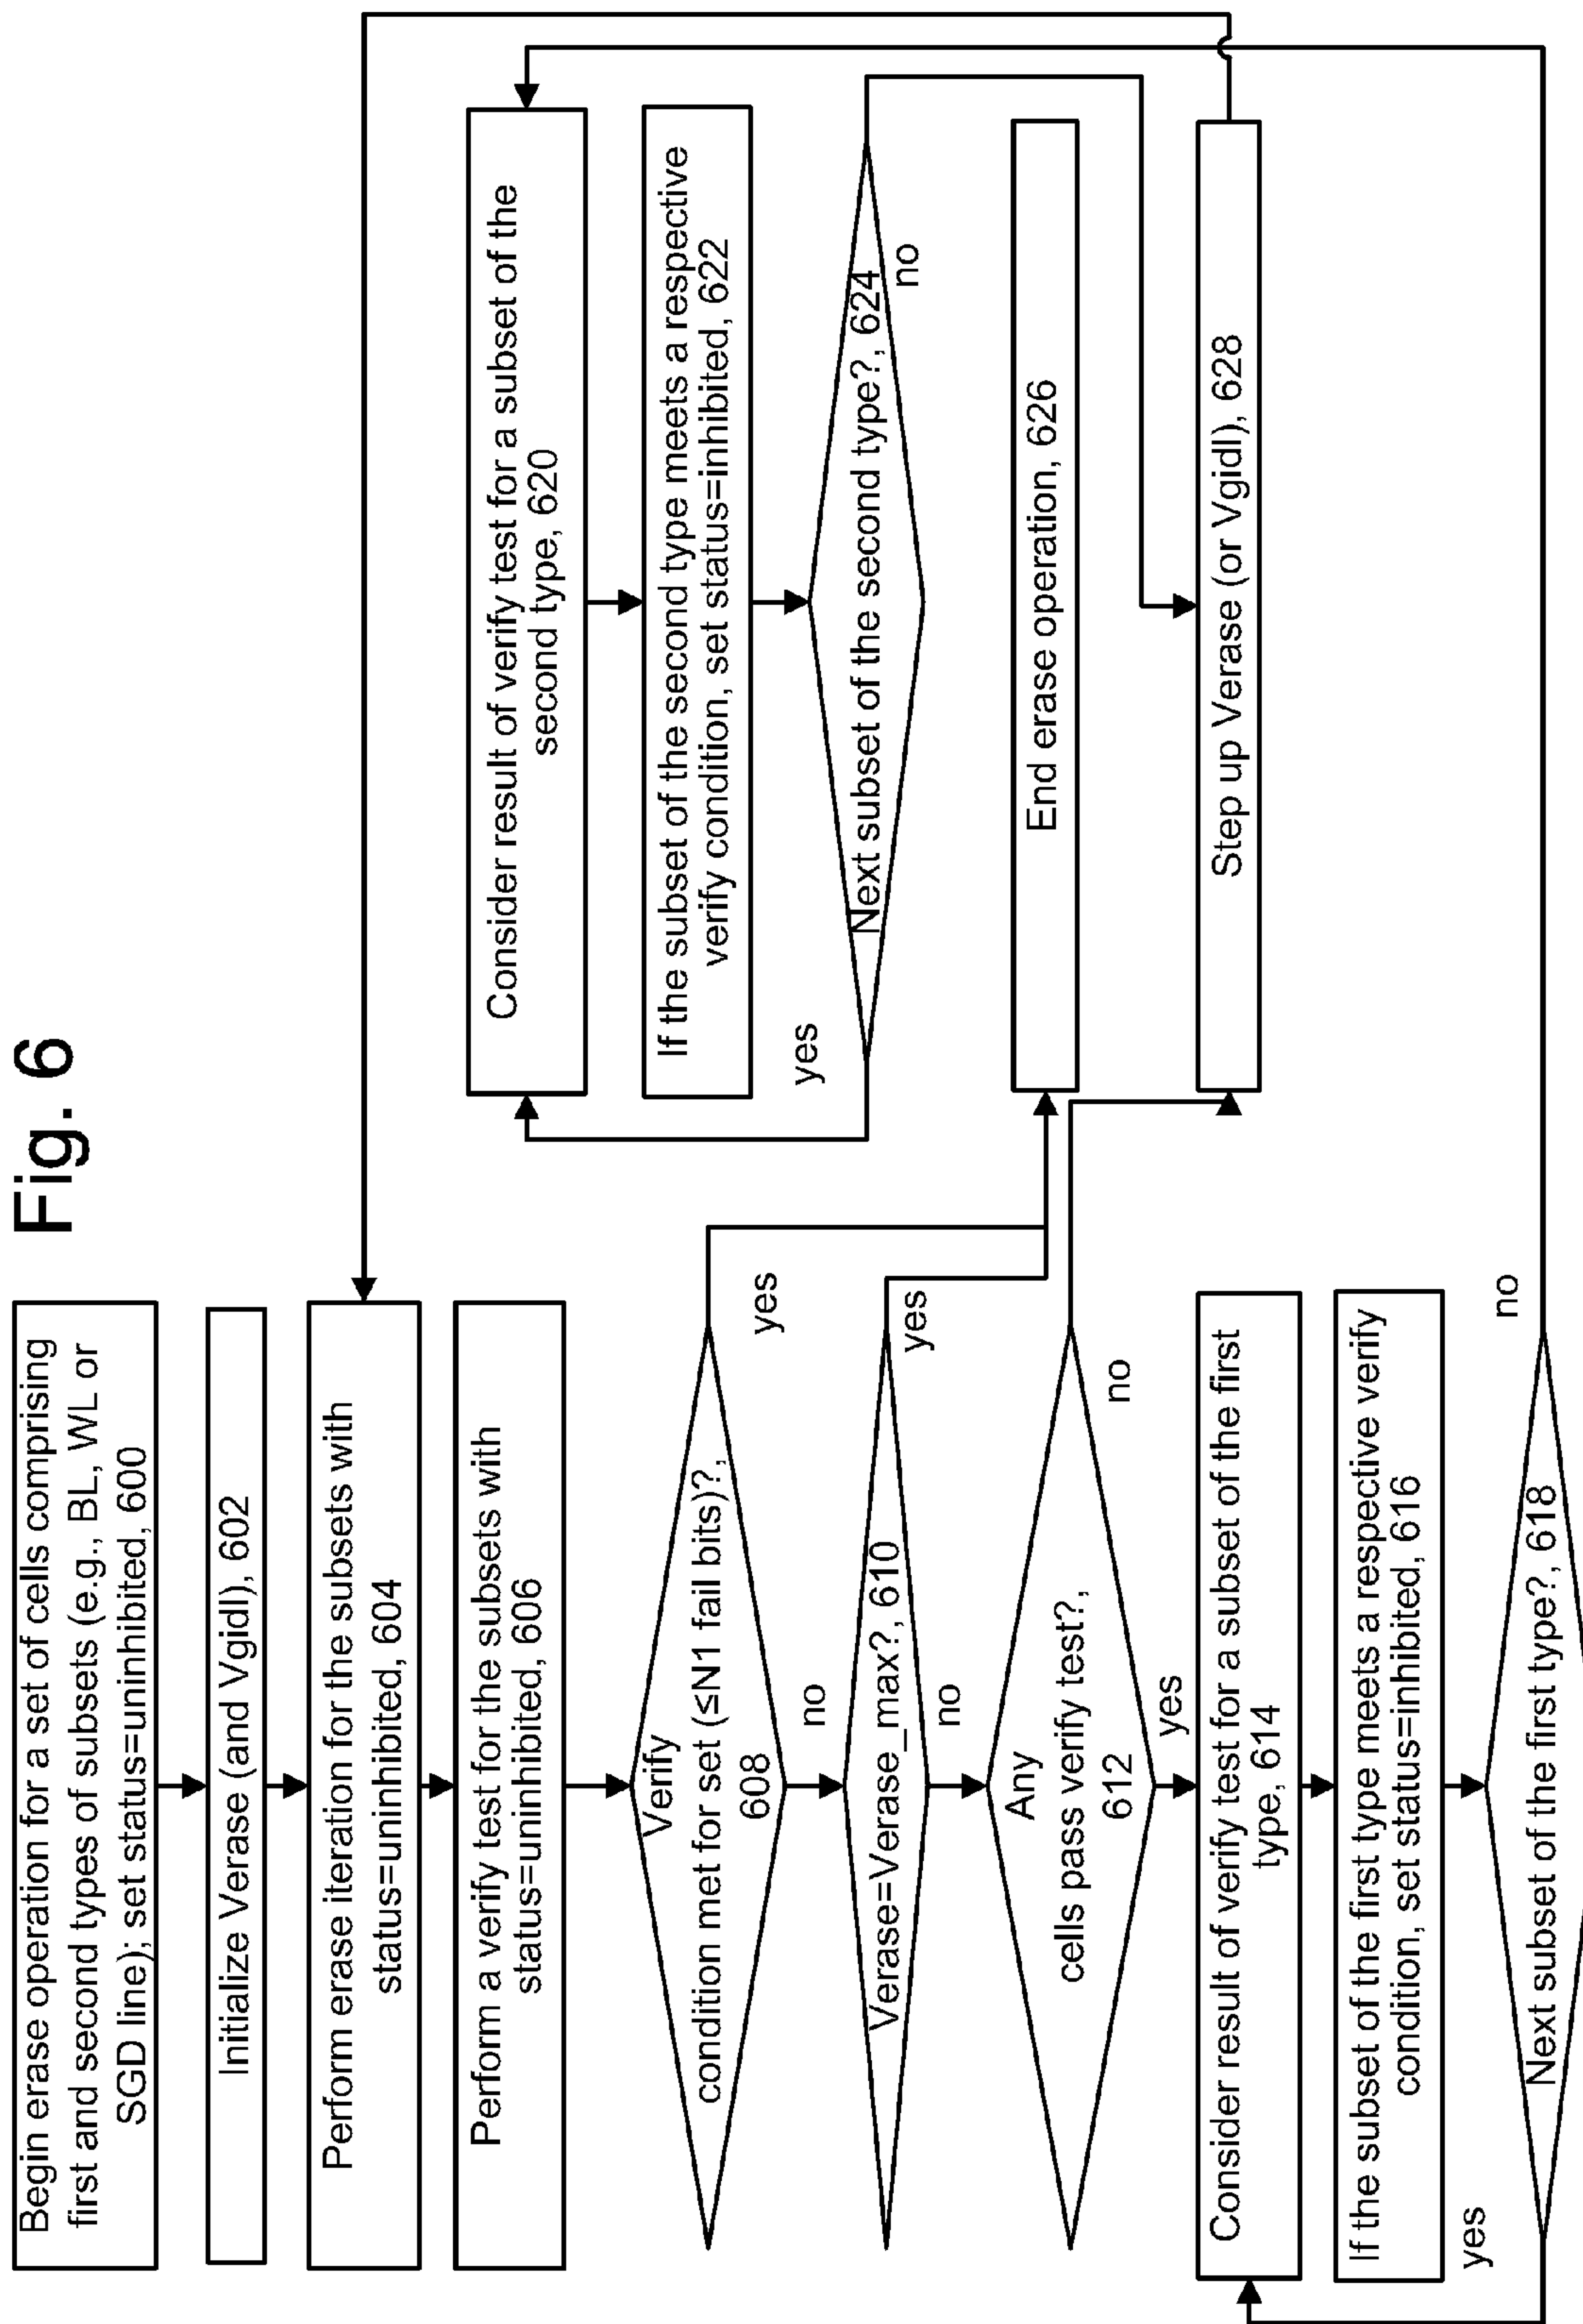 Fig. 6
Begin erase operation for a set of cells comprising
first and second types of subsets (e.g., BL, WL or
SGD line); set status=uninhibited, 600
Initialize Verase (and Vgidl), 602
Perform erase iteration for the subsets with
status=uninhibited, 604
Perform a verify test for the subsets with
status=uninhibited, 606
Verify
condition met for set (≤N1 fail bits)?,
608
yes
no
Verase=Verase_max?, 610
yes
no
Any
cells pass verify test?,
612
no
yes
Consider result of verify test for a subset of the first
type, 614
If the subset of the first type meets a respective verify
condition, set status=inhibited, 616
yes
Next subset of the first type?, 618
no
Consider result of verify test for a subset of the
second type, 620
If the subset of the second type meets a respective
verify condition, set status=inhibited, 622
yes
Next subset of the second type?, 624
no
End erase operation, 626
Step up Verase (or Vgidl), 628